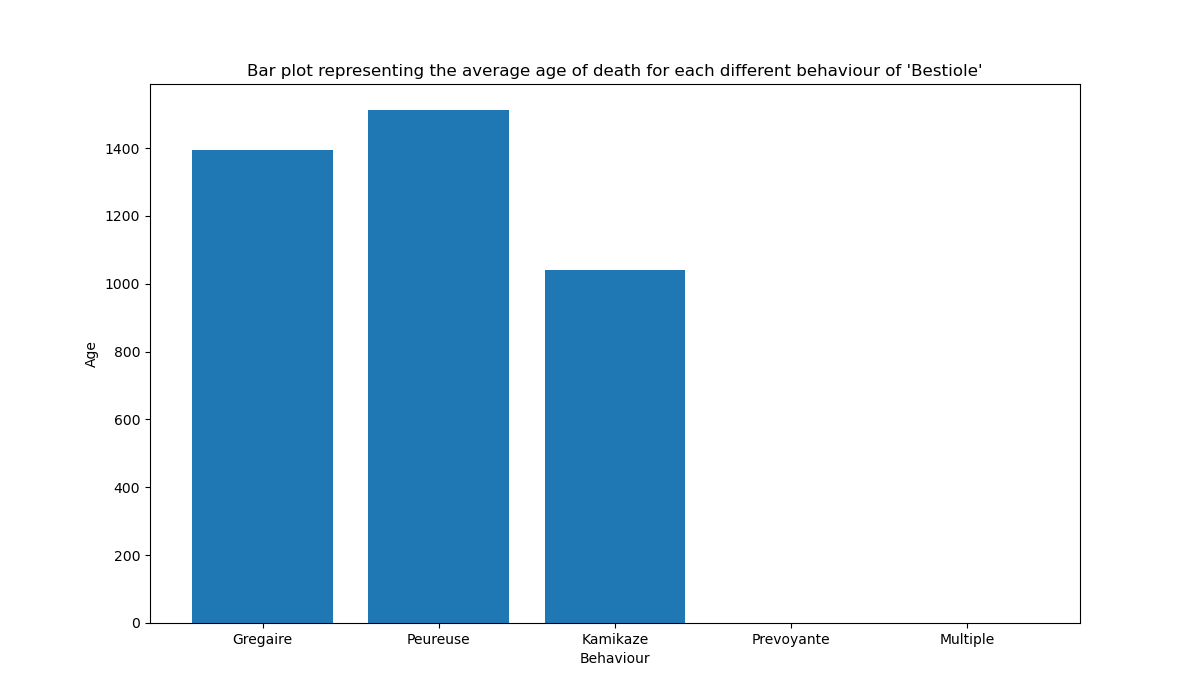 Bar plot representing the average age of death for each different behaviour of 'Bestiole'
1400
1200
1000
800
600
400
200
0
Age
Gregaire Peureuse Kamikaze Prevoyante Multiple
Behaviour